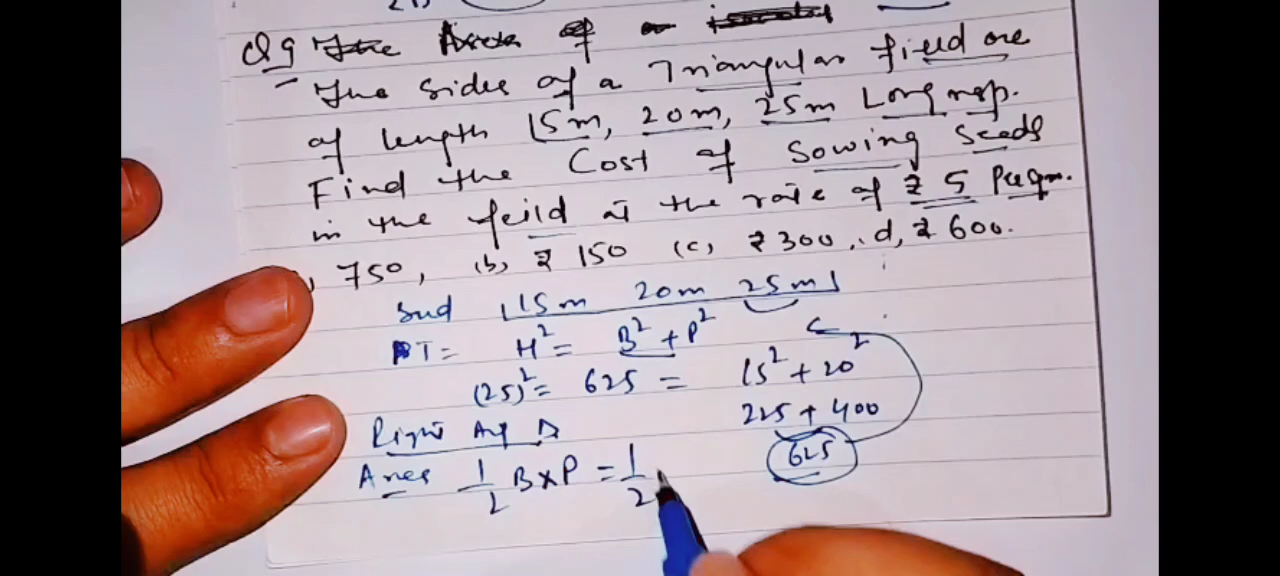 Q9 The Area of a
The sides of a Triangular field are
of length 15m, 20m, 25m Long resp.
Find the Cost of Sowing Seeds
in the feild at the rate of ₹ 5 Per qm.
, 750, (b), ₹ 150 (c), ₹ 300, d, ₹ 600.
15m 20m 25m
PT = H² = B² + P²
(25)² = 625 = 15² + 20²
225 + 400
Right Ang Δ 625
Area 1/2 B×P = 1/2